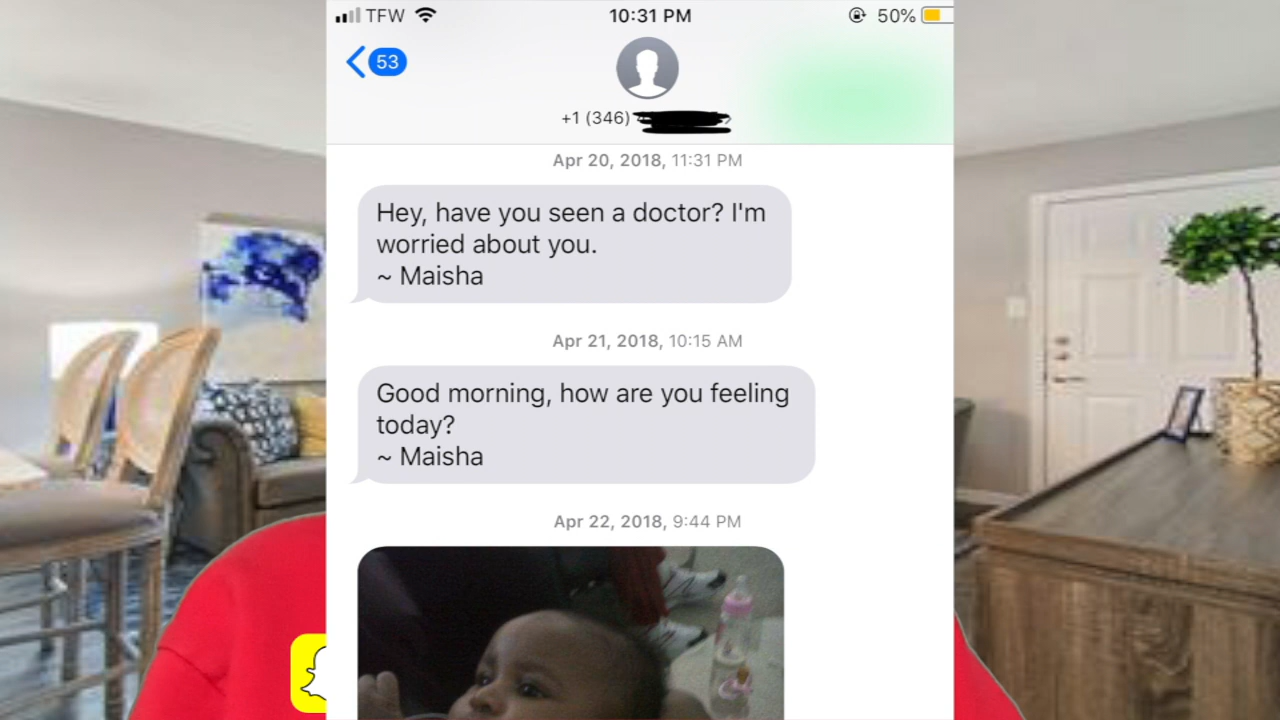 TFW
10:31 PM
50%
53
+1 (346)
Apr 20, 2018, 11:31 PM
Hey, have you seen a doctor? I'm
worried about you.
~ Maisha
Apr 21, 2018, 10:15 AM
Good morning, how are you feeling
today?
~ Maisha
Apr 22, 2018, 9:44 PM